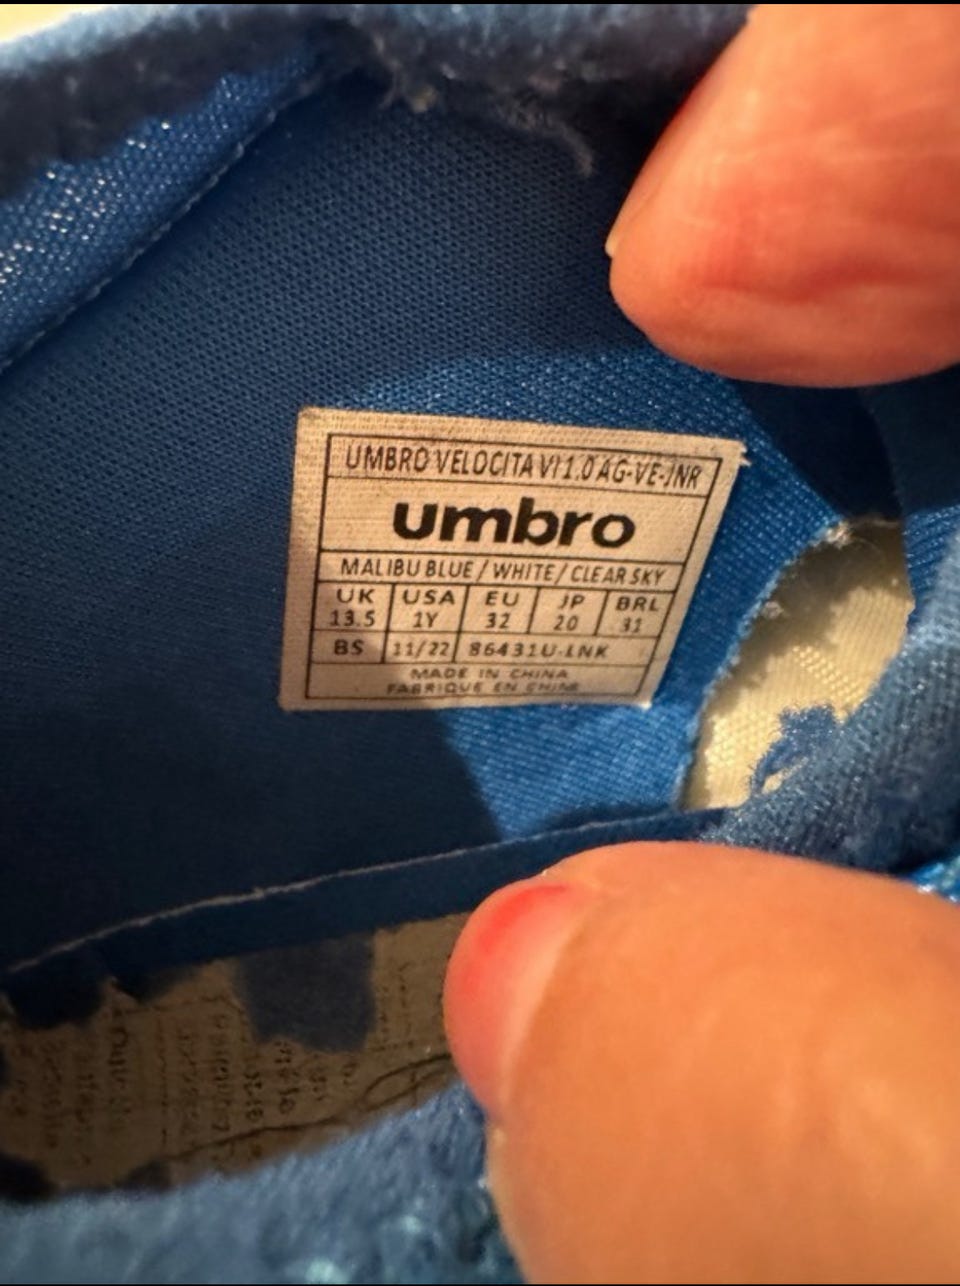 UMBRO VELOCITA VI 1.0 AG-VE-JNR
umbro
MALIBU BLUE / WHITE / CLEAR SKY
UK USA EU JP BRL
13.5 1Y 32 20 31
BS 11/22 86431U-LNK
MADE IN CHINA
FABRIQUE EN CHINE